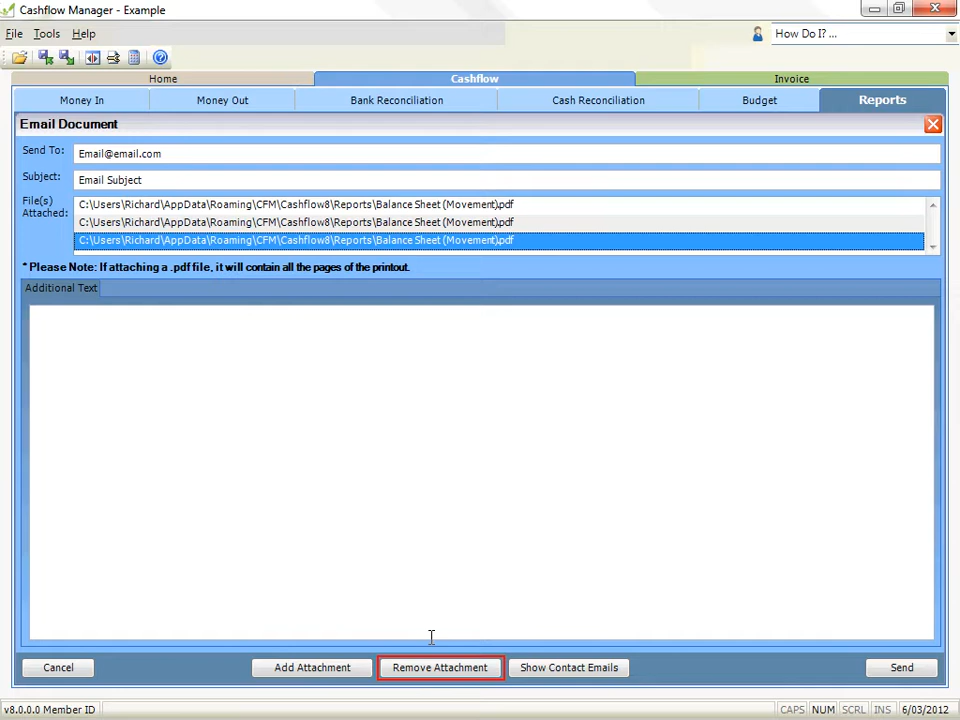 Cashflow Manager - Example
File Tools Help
How Do I? ...
Home Cashflow Invoice
Money In Money Out Bank Reconciliation Cash Reconciliation Budget Reports
Email Document
Send To: Email@email.com
Subject: Email Subject
File(s) Attached:
C:\Users\Richard\AppData\Roaming\CFM\Cashflow8\Reports\Balance Sheet (Movement).pdf
C:\Users\Richard\AppData\Roaming\CFM\Cashflow8\Reports\Balance Sheet (Movement).pdf
C:\Users\Richard\AppData\Roaming\CFM\Cashflow8\Reports\Balance Sheet (Movement).pdf
* Please Note: If attaching a .pdf file, it will contain all the pages of the printout.
Additional Text
Cancel Add Attachment Remove Attachment Show Contact Emails Send
v8.0.0.0 Member ID CAPS NUM SCRL INS 6/03/2012